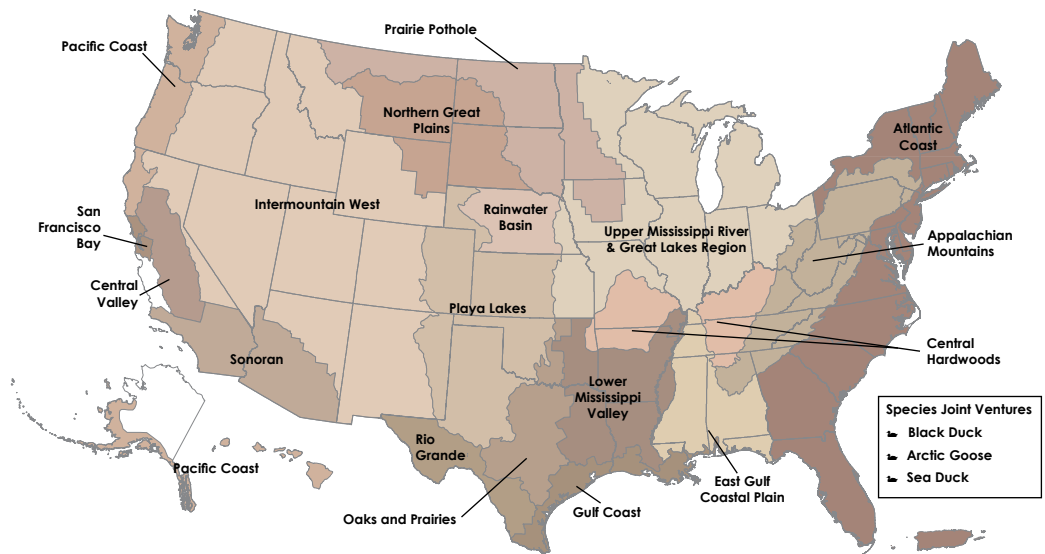 Prairie Pothole
Pacific Coast
Northern Great
Plains
Atlantic
Coast
Intermountain West
Rainwater
Basin
San
Francisco
Bay
Upper Mississippi River
& Great Lakes Region
Appalachian
Mountains
Central
Valley
Playa Lakes
Sonoran
Central
Hardwoods
Lower
Mississippi
Valley
Species Joint Ventures
Black Duck
Arctic Goose
Sea Duck
Rio
Grande
Pacific Coast
East Gulf
Coastal Plain
Oaks and Prairies
Gulf Coast